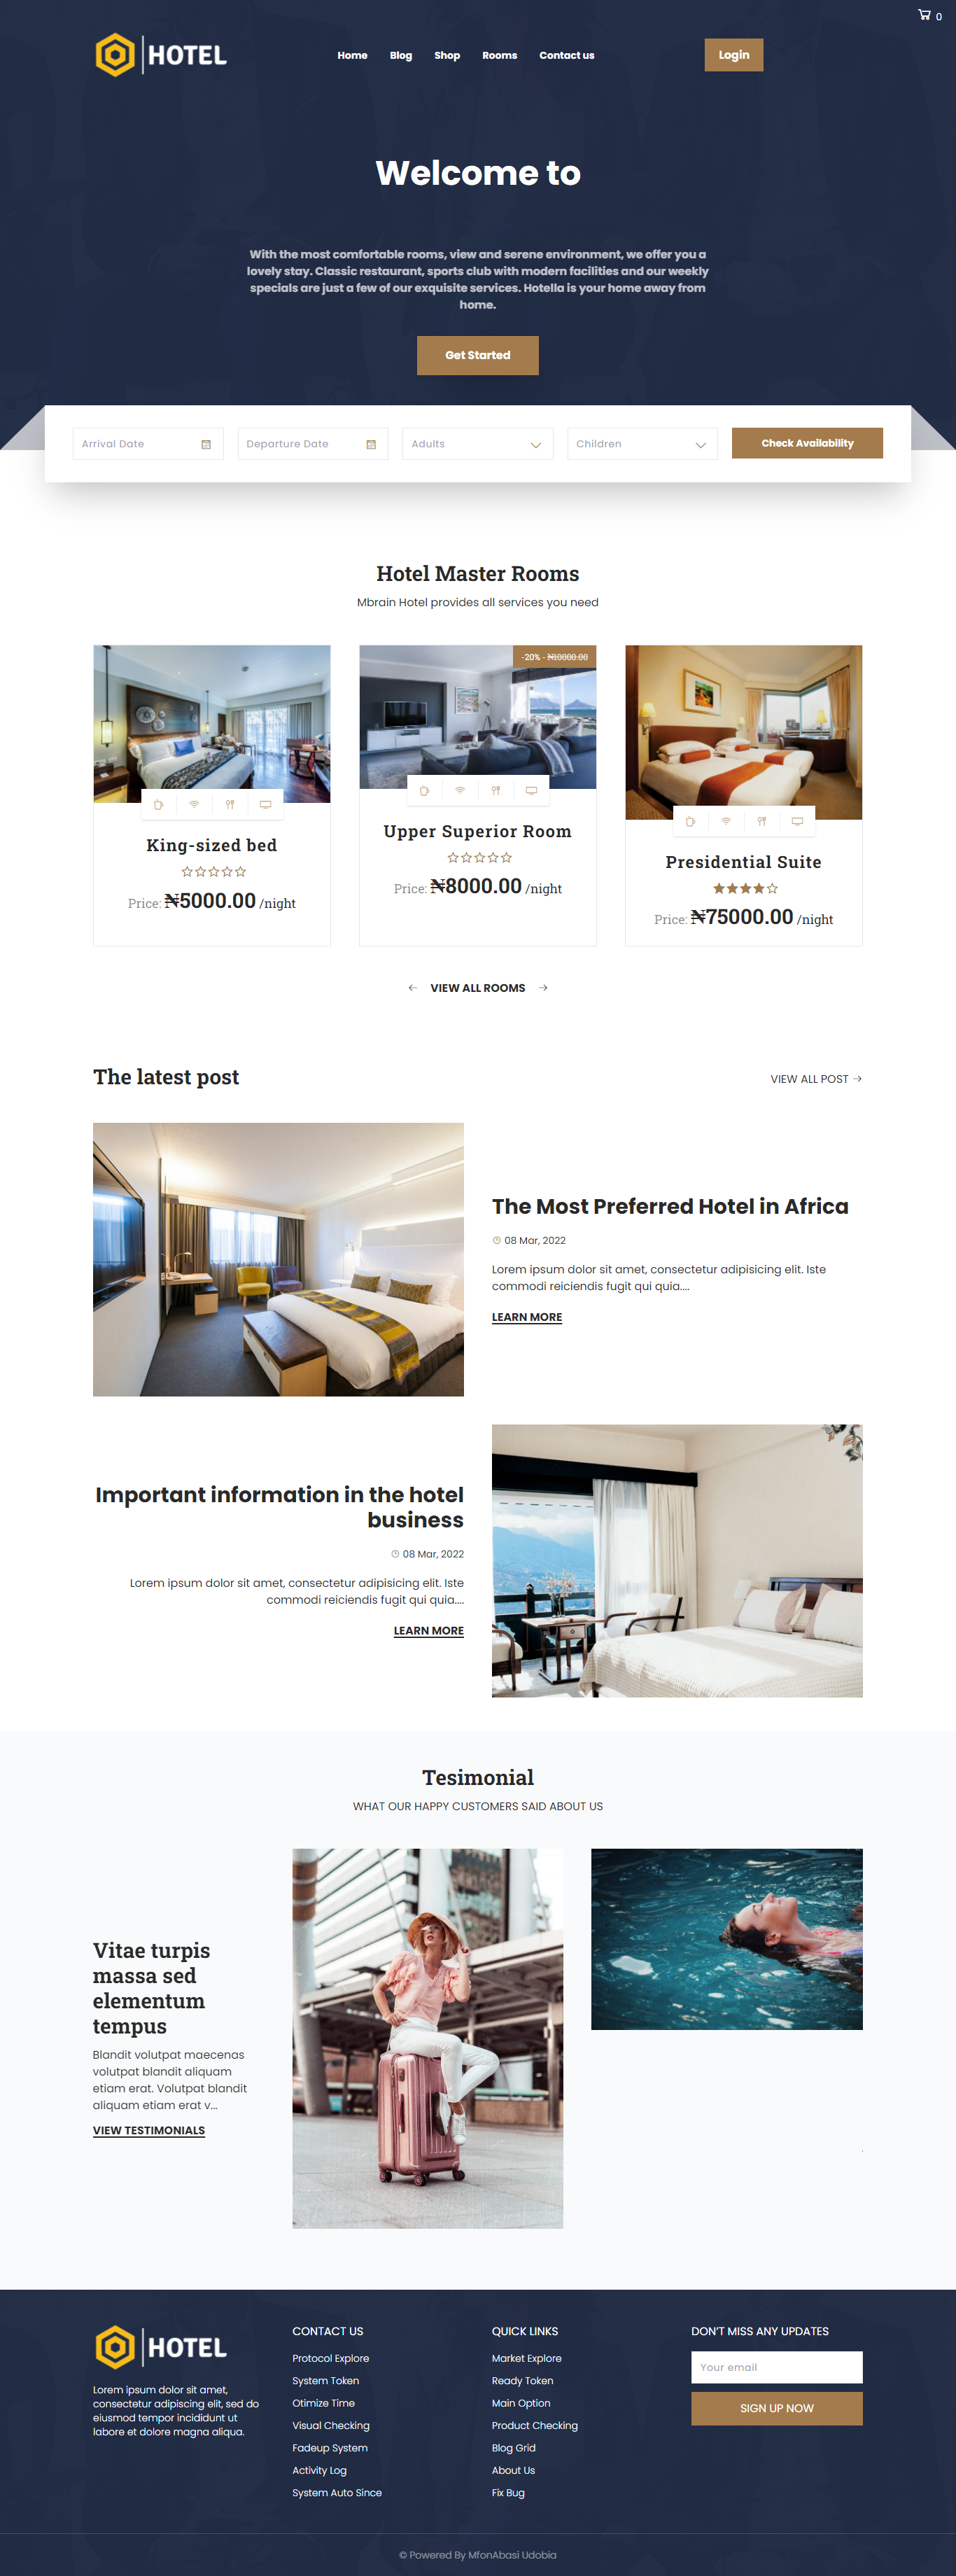 0
HOTEL
Home Blog Shop Rooms Contact us
Login
Welcome to
With the most comfortable rooms, view and serene environment, we offer you a
lovely stay. Classic restaurant, sports club with modern facilities and our weekly
specials are just a few of our exquisite services. Hotella is your home away from
home.
Get Started
Arrival Date Departure Date Adults Children Check Availability
Hotel Master Rooms
Mbrain Hotel provides all services you need
King-sized bed
Price: ₦5000.00 /night
-20% - ₦10000.00
Upper Superior Room
Price: ₦8000.00 /night
Presidential Suite
Price: ₦75000.00 /night
VIEW ALL ROOMS
The latest post
VIEW ALL POST
The Most Preferred Hotel in Africa
08 Mar, 2022
Lorem ipsum dolor sit amet, consectetur adipisicing elit. Iste
commodi reiciendis fugit qui quia....
LEARN MORE
Important information in the hotel
business
08 Mar, 2022
Lorem ipsum dolor sit amet, consectetur adipisicing elit. Iste
commodi reiciendis fugit qui quia....
LEARN MORE
Tesimonial
WHAT OUR HAPPY CUSTOMERS SAID ABOUT US
Vitae turpis
massa sed
elementum
tempus
Blandit volutpat maecenas
volutpat blandit aliquam
etiam erat. Volutpat blandit
aliquam etiam erat v...
VIEW TESTIMONIALS
HOTEL
Lorem ipsum dolor sit amet,
consectetur adipiscing elit, sed do
eiusmod tempor incididunt ut
labore et dolore magna aliqua.
CONTACT US
Protocol Explore
System Token
Otimize Time
Visual Checking
Fadeup System
Activity Log
System Auto Since
QUICK LINKS
Market Explore
Ready Token
Main Option
Product Checking
Blog Grid
About Us
Fix Bug
DON'T MISS ANY UPDATES
Your email
SIGN UP NOW
© Powered By MfonAbasi Udobia